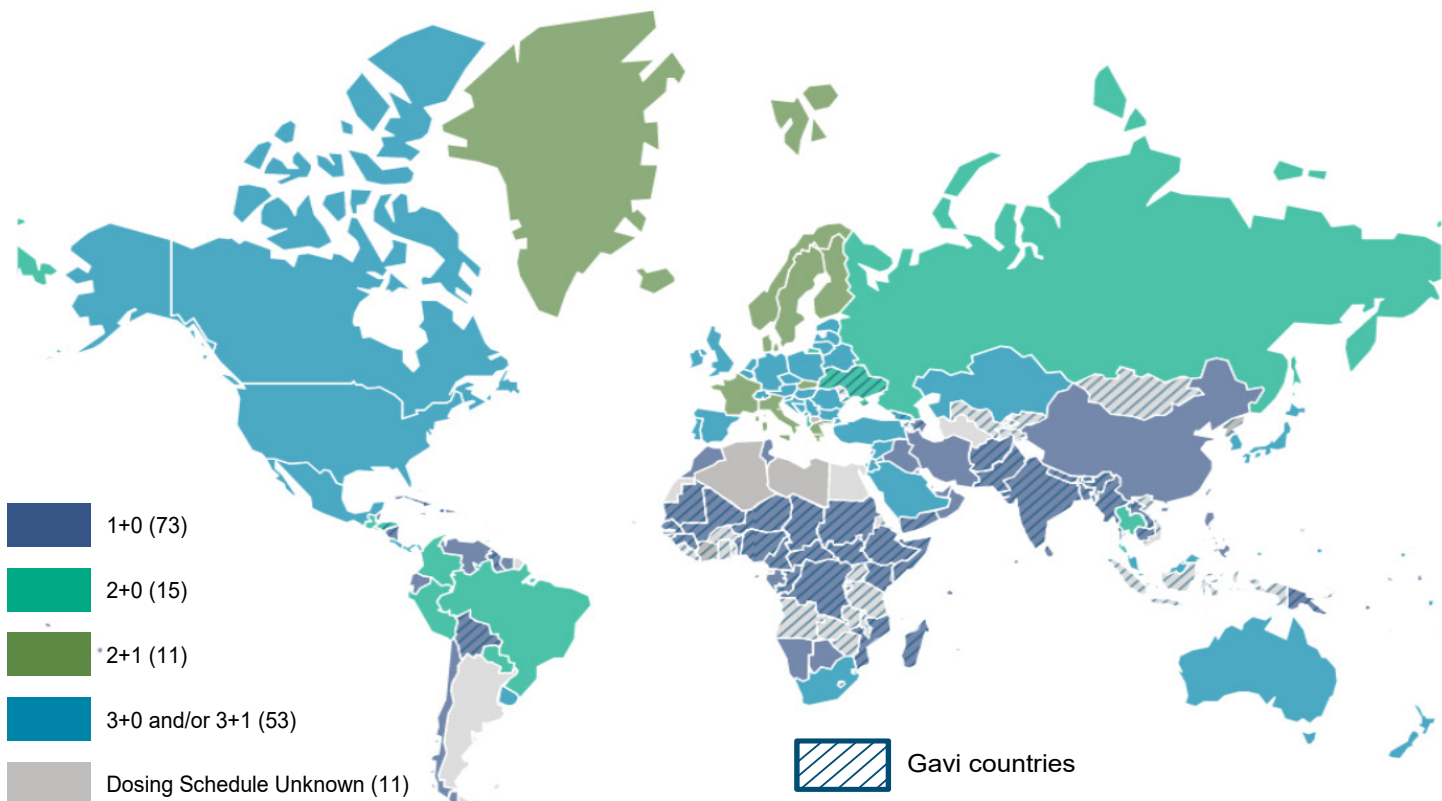 1+0 (73)
2+0 (15)
2+1 (11)
3+0 and/or 3+1 (53)
Dosing Schedule Unknown (11)
Gavi countries